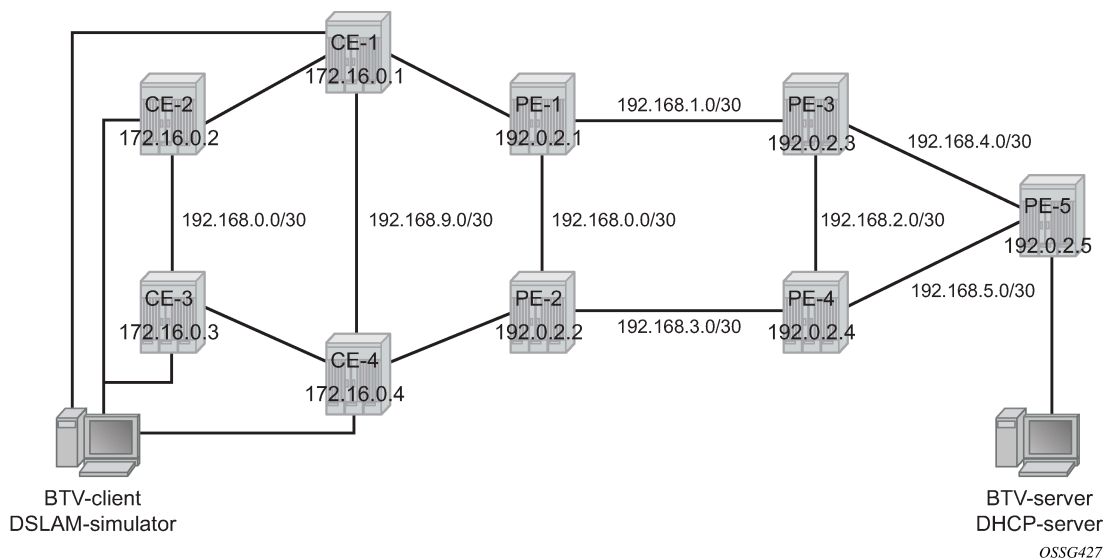 CE-1
172.16.0.1
CE-2
172.16.0.2
PE-1
192.0.2.1
192.168.1.0/30
PE-3
192.0.2.3
192.168.4.0/30
PE-5
192.0.2.5
192.168.0.0/30
192.168.9.0/30
192.168.0.0/30
192.168.2.0/30
CE-3
172.16.0.3
PE-2
192.0.2.2
192.168.3.0/30
PE-4
192.0.2.4
192.168.5.0/30
CE-4
172.16.0.4
BTV-client
DSLAM-simulator
BTV-server
DHCP-server
OSSG427